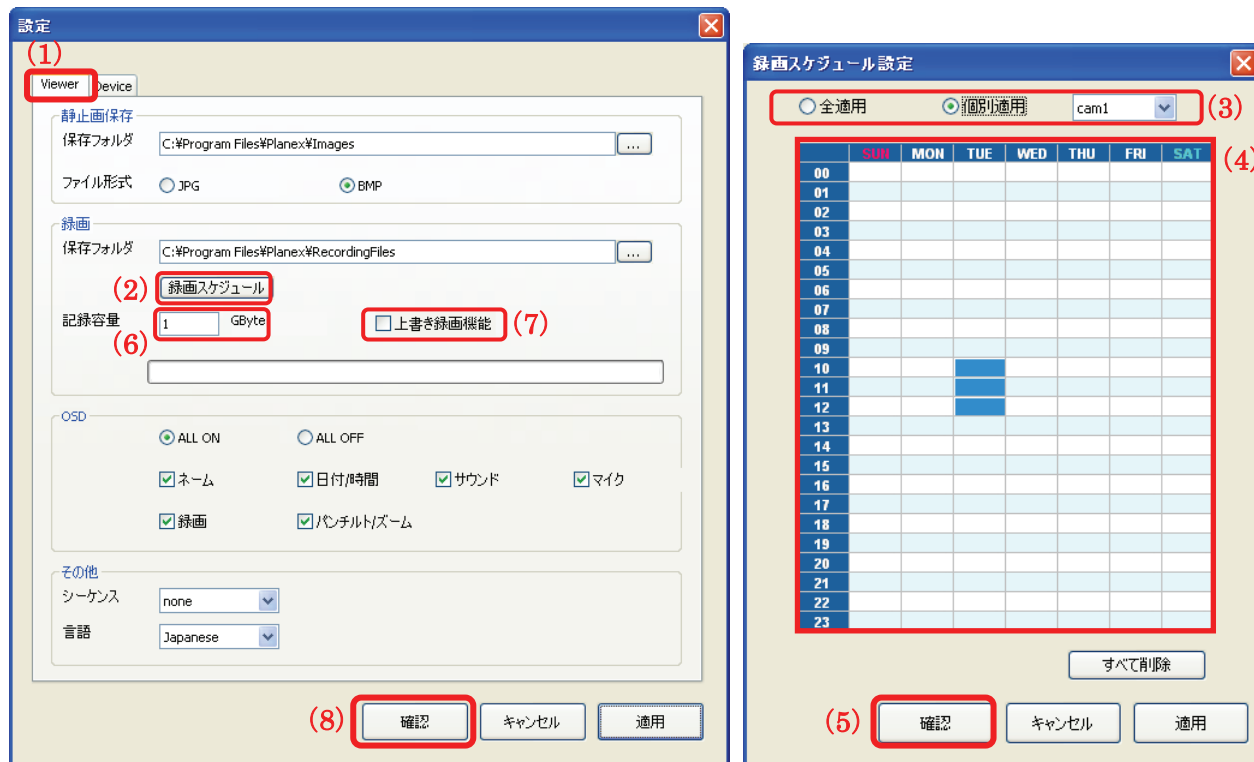 設定
(1)
Viewer Device
静止画保存
保存フォルダ C:¥Program Files¥Planex¥Images ...
ファイル形式 JPG BMP
録画
保存フォルダ C:¥Program Files¥Planex¥RecordingFiles ...
(2) 録画スケジュール
記録容量 1 GByte 上書き録画機能 (7)
(6)
OSD
ALL ON ALL OFF
ネーム 日付/時間 サウンド マイク
録画 パンチルト/ズーム
その他
シーケンス none
言語 Japanese
(8) 確認 キャンセル 適用
録画スケジュール設定
全適用 個別適用 cam1 (3)
SUN MON TUE WED THU FRI SAT (4)
00
01
02
03
04
05
06
07
08
09
10
11
12
13
14
15
16
17
18
19
20
21
22
23
すべて削除
(5) 確認 キャンセル 適用